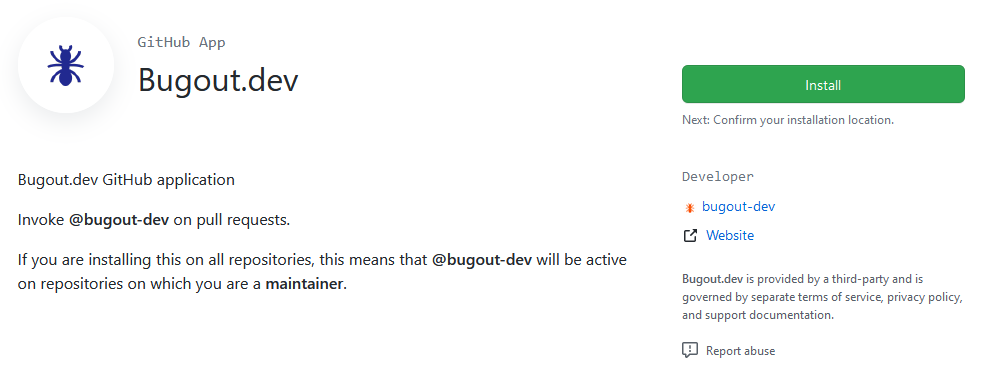 GitHub App
Bugout.dev
Install
Next: Confirm your installation location.
Bugout.dev GitHub application
Invoke @bugout-dev on pull requests.
If you are installing this on all repositories, this means that @bugout-dev will be active
on repositories on which you are a maintainer.
Developer
bugout-dev
Website
Bugout.dev is provided by a third-party and is
governed by separate terms of service, privacy policy,
and support documentation.
Report abuse